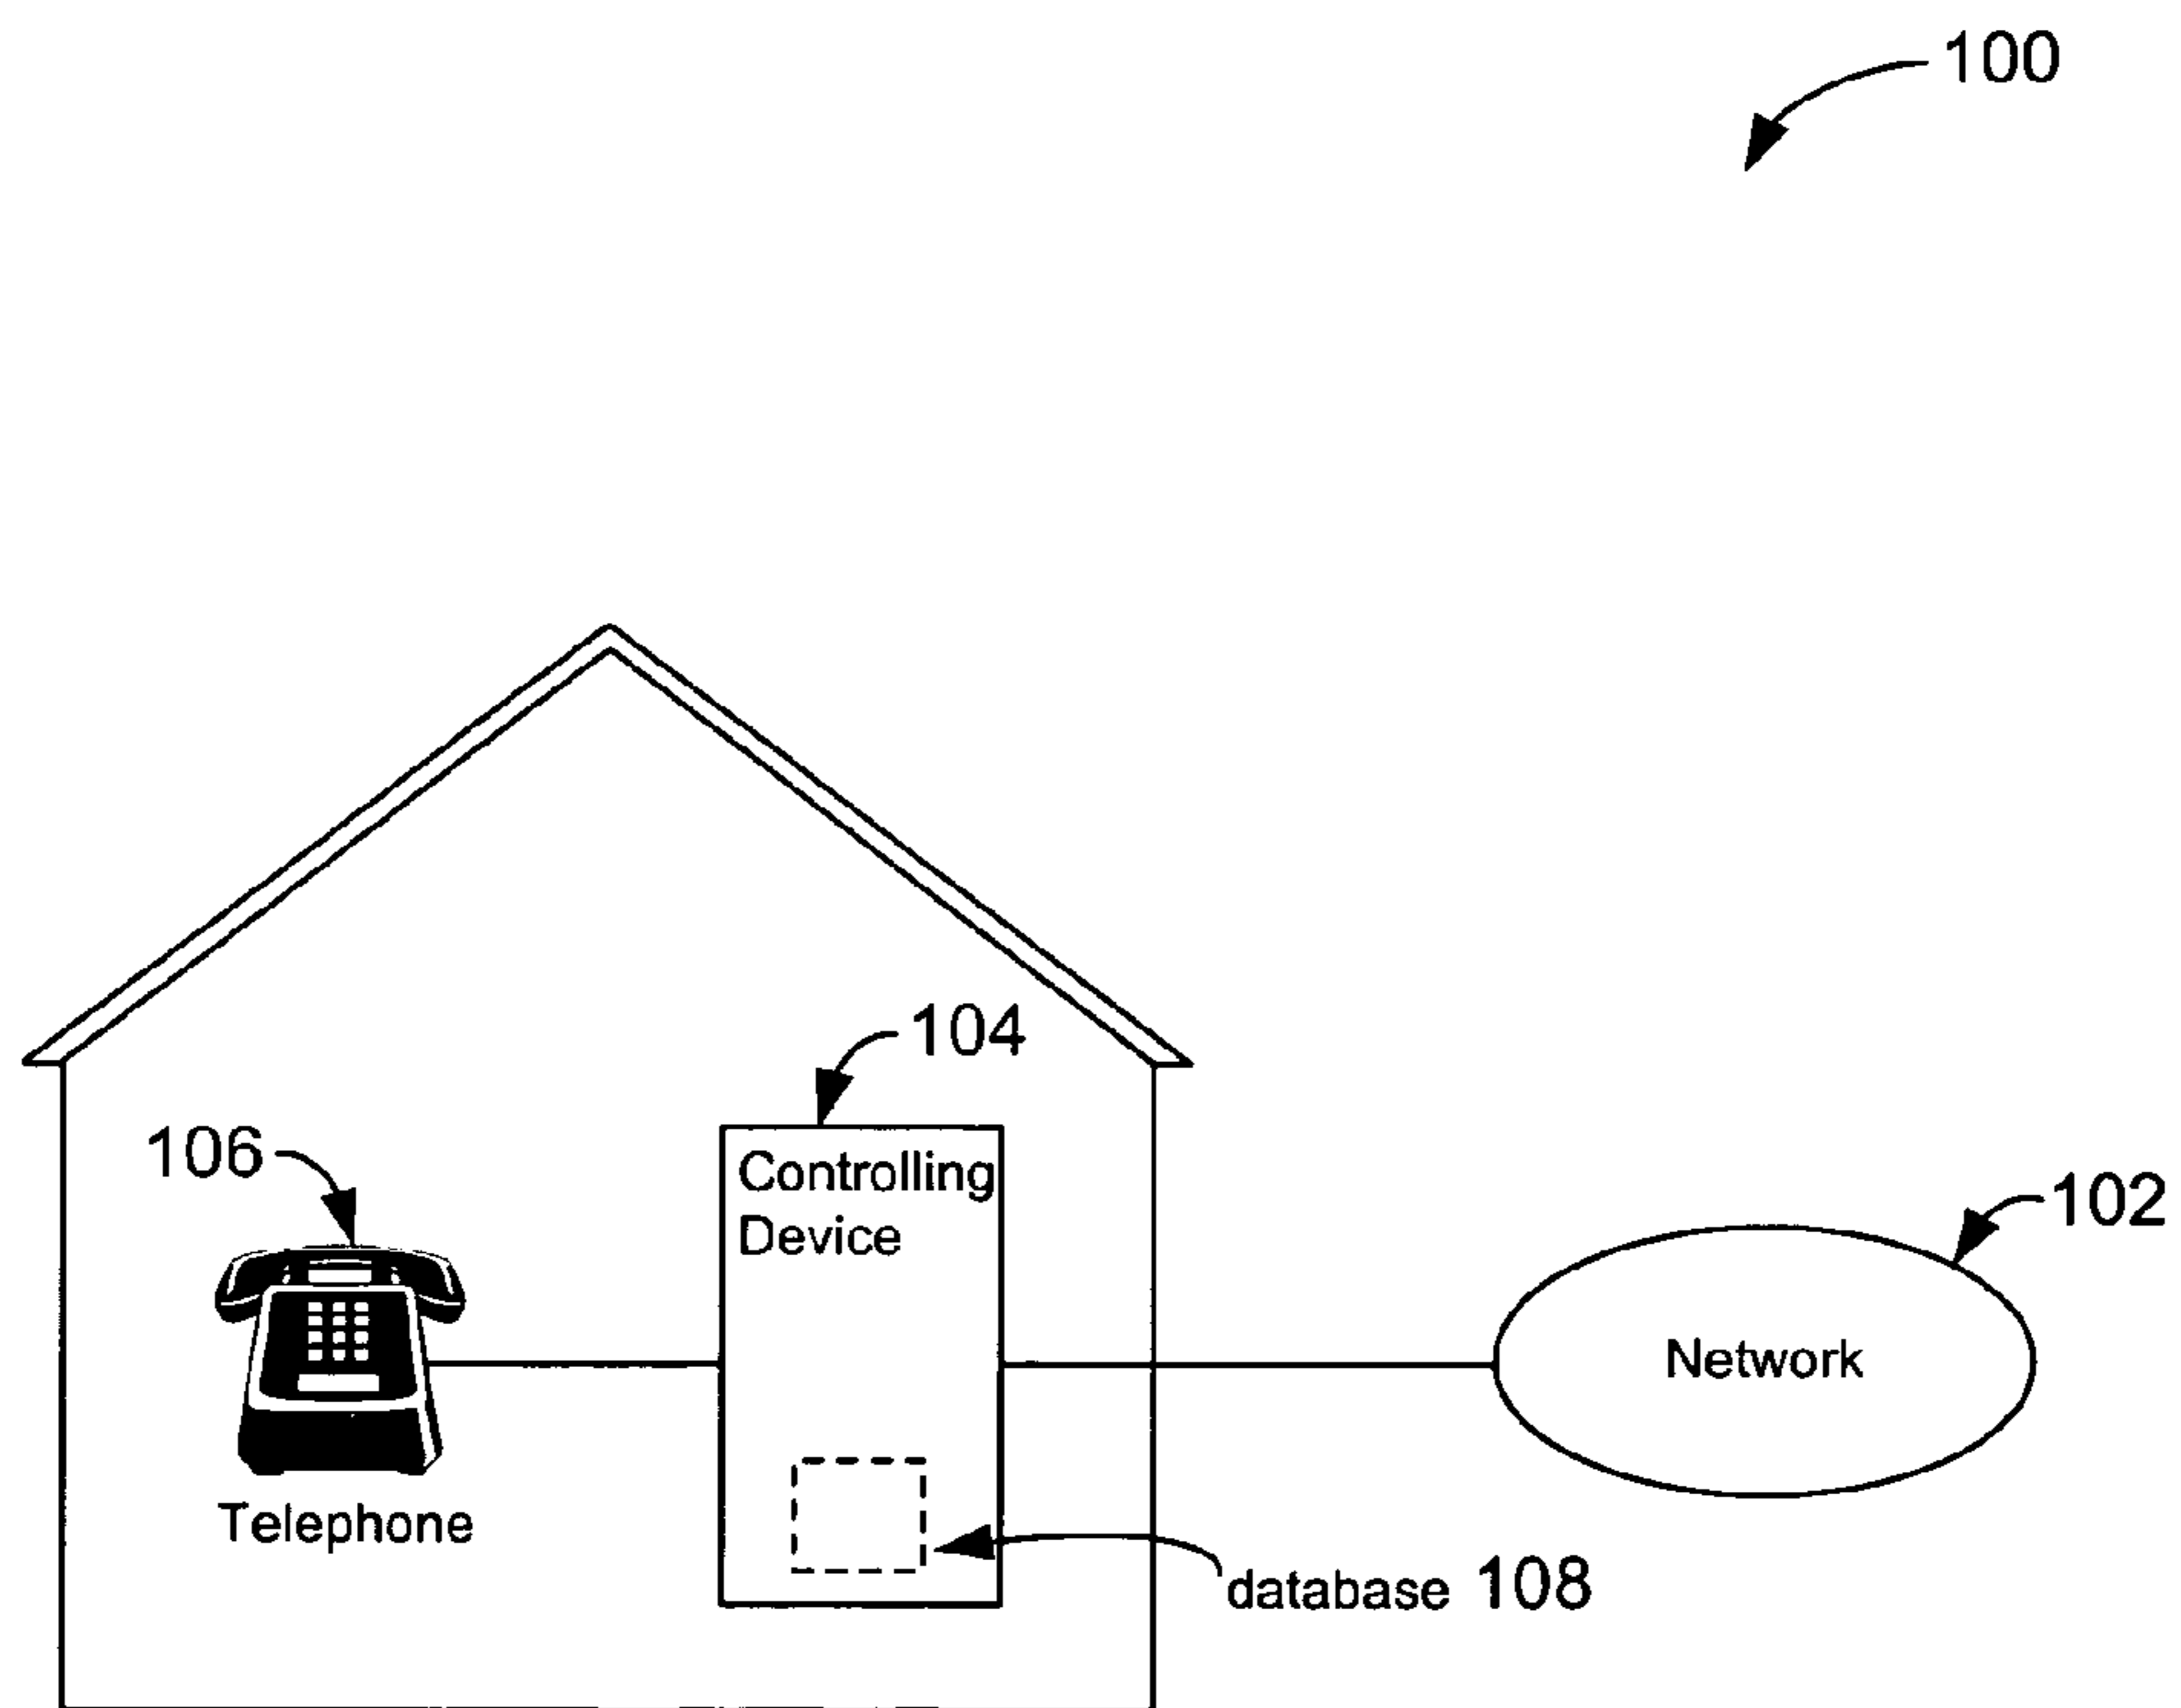 100
104
106
Controlling
Device
102
Network
Telephone
database 108